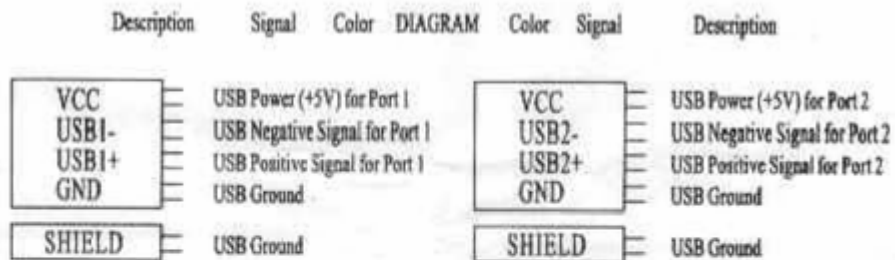 Description Signal Color DIAGRAM Color Signal Description
VCC USB Power (+5V) for Port 1 VCC USB Power (+5V) for Port 2
USB1- USB Negative Signal for Port 1 USB2- USB Negative Signal for Port 2
USB1+ USB Positive Signal for Port 1 USB2+ USB Positive Signal for Port 2
GND USB Ground GND USB Ground
SHIELD USB Ground SHIELD USB Ground